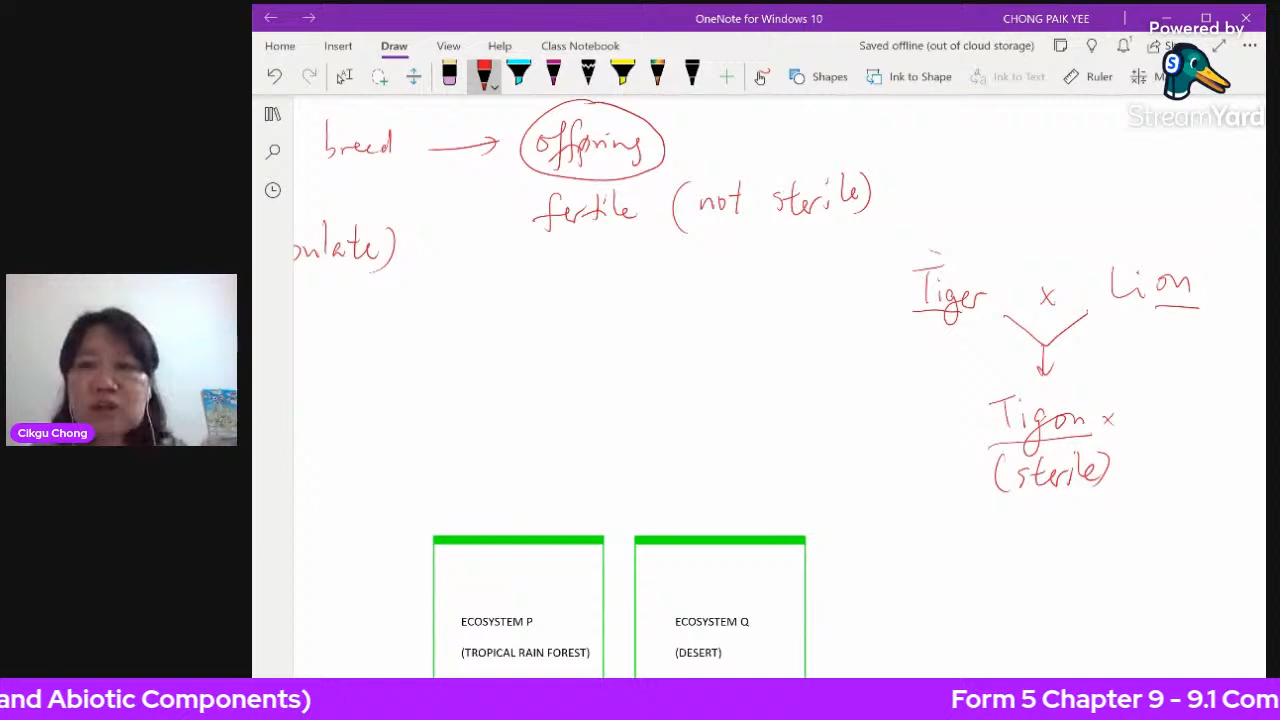 OneNote for Windows 10
CHONG PAIK YEE
Powered by
StreamYard
Home Insert Draw View Help Class Notebook
Saved offline (out of cloud storage)
Shapes Ink to Shape Ink to Text Ruler
breed → offspring
fertile (not sterile)
Tiger x Lion
Tigon x
(sterile)
Cikgu Chong
ECOSYSTEM P
(TROPICAL RAIN FOREST)
ECOSYSTEM Q
(DESERT)
and Abiotic Components)
Form 5 Chapter 9 - 9.1 Com